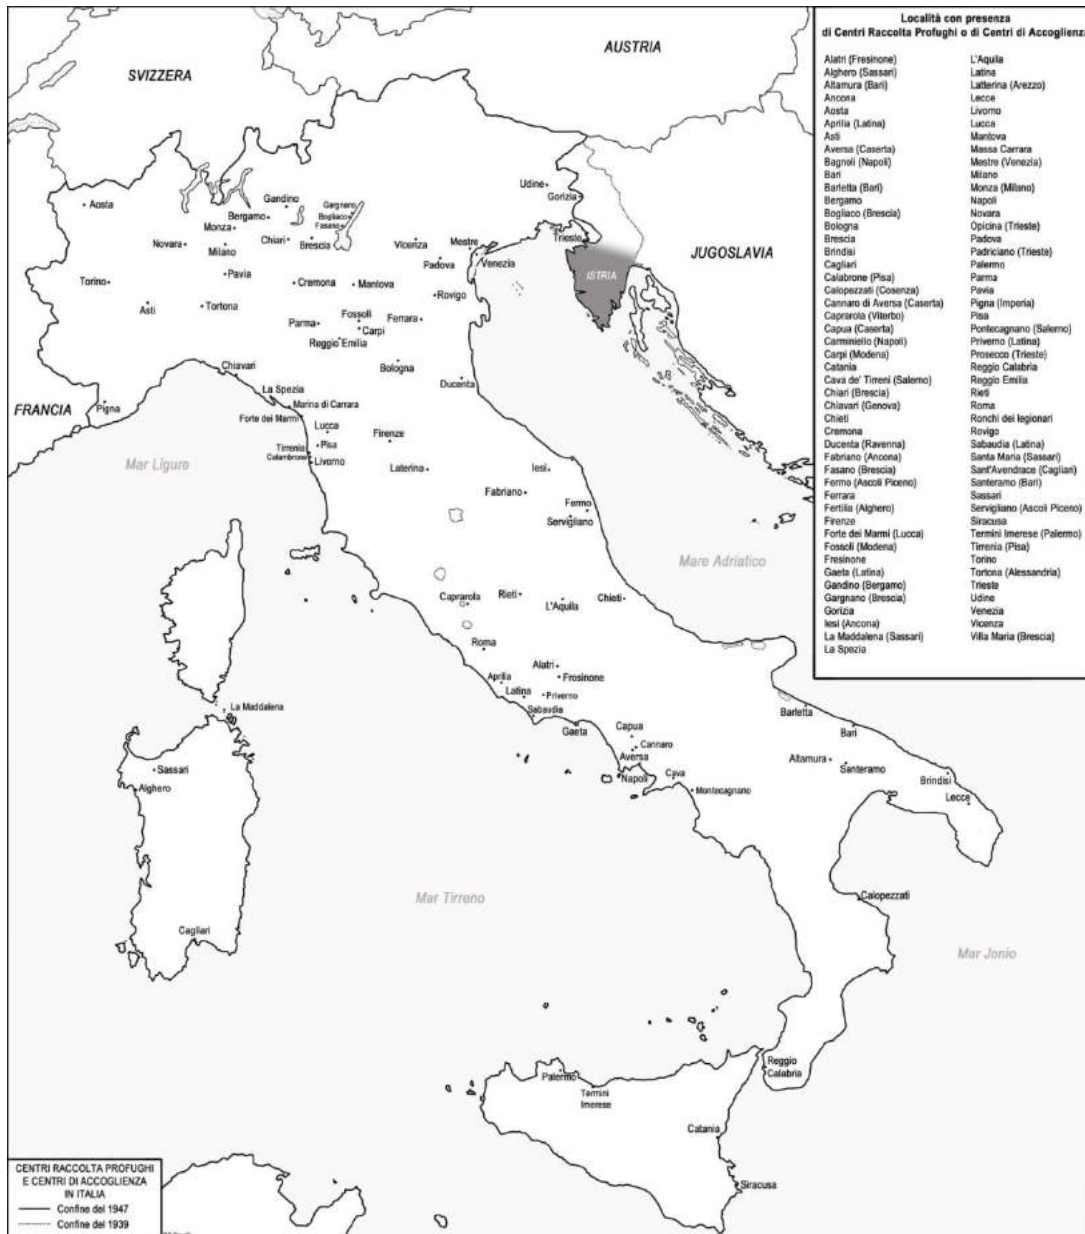 SVIZZERA
AUSTRIA
JUGOSLAVIA
FRANCIA
ISTRIA
Mar Ligure
Mare Adriatico
Mar Tirreno
Mar Jonio
Aosta
Gandino
Bergamo
Monza
Novara
Milano
Chiari
Brescia
Gargnano
Bogliaco
Fasano
Vicenza
Mestre
Venezia
Padova
Udine
Gorizia
Trieste
Torino
Pavia
Cremona
Mantova
Rovigo
Asti
Tortona
Parma
Fossoli
Carpi
Ferrara
Reggio Emilia
Bologna
Chiavari
Ducenta
La Spezia
Marina di Carrara
Forte dei Marmi
Pigna
Lucca
Firenze
Pisa
Tirrenia
Calambrone
Livorno
Laterina
Iesi
Fabriano
Fermo
Servigliano
Caprarola
Rieti
L'Aquila
Chieti
Roma
Alatri
Frosinone
Aprilia
Latina
Priverno
Sabaudia
Gaeta
Capua
Cannaro
Aversa
Napoli
Cava
Montecagnano
Barletta
Bari
Altamura
Santeramo
Brindisi
Lecce
La Maddalena
Sassari
Alghero
Cagliari
Calopezzati
Reggio
Calabria
Palermo
Termini
Imerese
Catania
Siracusa
Località con presenza
di Centri Raccolta Profughi o di Centri di Accoglienza
Alatri (Fresinone)
Alghero (Sassari)
Altamura (Bari)
Ancona
Aosta
Aprilia (Latina)
Asti
Aversa (Caserta)
Bagnoli (Napoli)
Bari
Barletta (Bari)
Bergamo
Bogliaco (Brescia)
Bologna
Brescia
Brindisi
Cagliari
Calabrone (Pisa)
Calopezzati (Cosenza)
Cannaro di Aversa (Caserta)
Caprarola (Viterbo)
Capua (Caserta)
Carminiello (Napoli)
Carpi (Modena)
Catania
Cava de' Tirreni (Salerno)
Chiari (Brescia)
Chiavari (Genova)
Chieti
Cremona
Ducenta (Ravenna)
Fabriano (Ancona)
Fasano (Brescia)
Fermo (Ascoli Piceno)
Ferrara
Fertilia (Alghero)
Firenze
Forte dei Marmi (Lucca)
Fossoli (Modena)
Fresinone
Gaeta (Latina)
Gandino (Bergamo)
Gargnano (Brescia)
Gorizia
Iesi (Ancona)
La Maddalena (Sassari)
La Spezia
L'Aquila
Latina
Latterina (Arezzo)
Lecce
Livorno
Lucca
Mantova
Massa Carrara
Mestre (Venezia)
Milano
Monza (Milano)
Napoli
Novara
Opicina (Trieste)
Padova
Padriciano (Trieste)
Palermo
Parma
Pavia
Pigna (Imperia)
Pisa
Pontecagnano (Salerno)
Priverno (Latina)
Prosecco (Trieste)
Reggio Calabria
Reggio Emilia
Rieti
Roma
Ronchi dei legionari
Rovigo
Sabaudia (Latina)
Santa Maria (Sassari)
Sant'Avendrace (Cagliari)
Santeramo (Bari)
Sassari
Servigliano (Ascoli Piceno)
Siracusa
Termini Imerese (Palermo)
Tirrenia (Pisa)
Torino
Tortona (Alessandria)
Trieste
Udine
Venezia
Vicenza
Villa Maria (Brescia)
CENTRI RACCOLTA PROFUGHI
E CENTRI DI ACCOGLIENZA
IN ITALIA
Confine del 1947
Confine del 1939